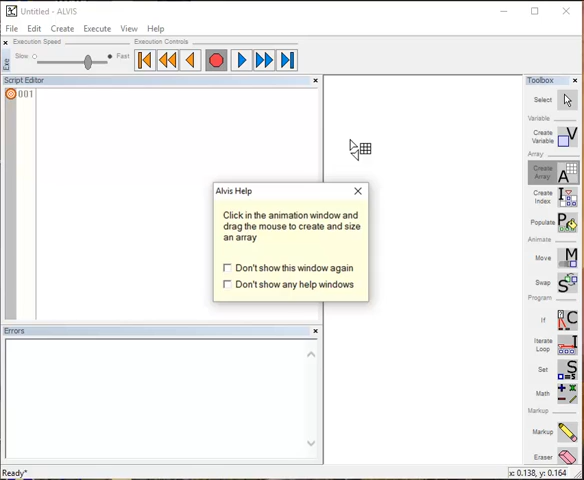 Untitled - ALVIS
File Edit Create Execute View Help
Exe
Execution Speed
Execution Controls
Slow
Fast
Script Editor
001
Alvis Help
Click in the animation window and
drag the mouse to create and size
an array
Don't show this window again
Don't show any help windows
Errors
Toolbox
Select
Variable
Create
Variable
V
Array
Create
Array
A
Create
Index
I
Populate
P
Animate
Move
M
Swap
S
Program
If
C
Iterate
Loop
I
Set
S
Math
Markup
Markup
Eraser
Ready*
x: 0.138, y: 0.164